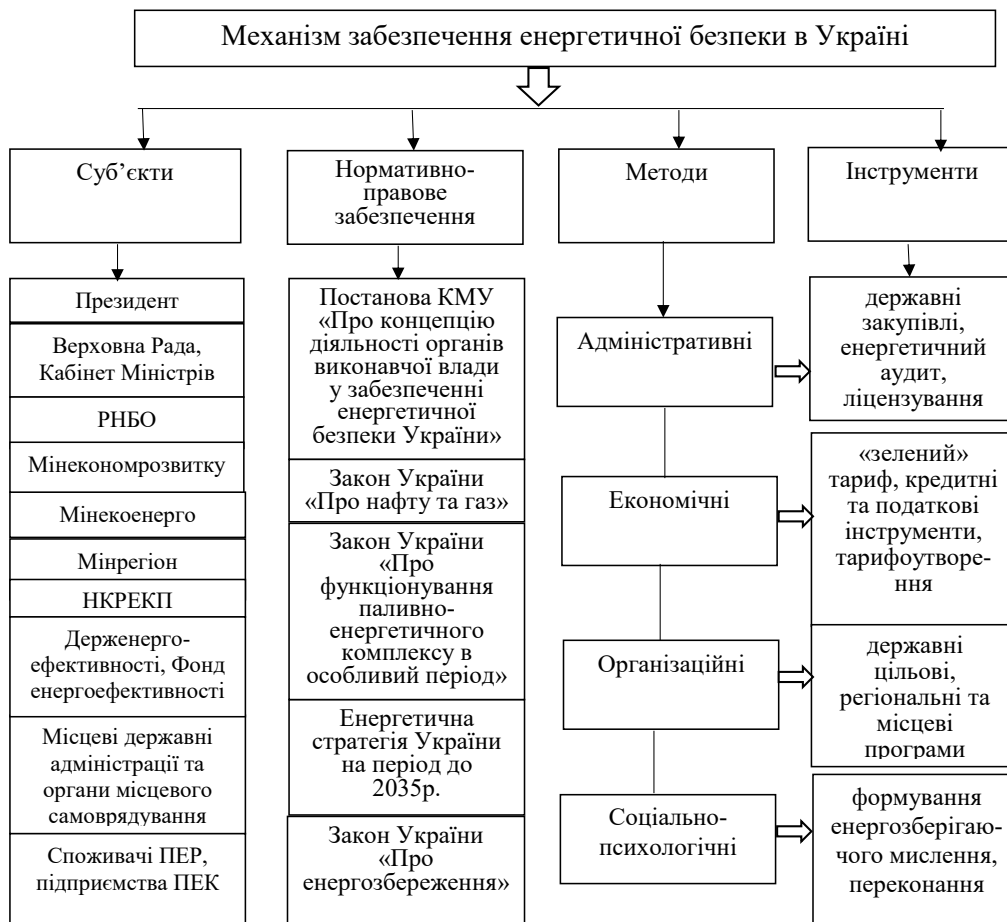 Механізм забезпечення енергетичної безпеки в Україні
Суб’єкти
Нормативно-
правове
забезпечення
Методи
Інструменти
Президент
Верховна Рада,
Кабінет Міністрів
РНБО
Мінекономрозвитку
Мінекоенерго
Мінрегіон
НКРЕКП
Держенерго-
ефективності, Фонд
енергоефективності
Місцеві державні
адміністрації та
органи місцевого
самоврядування
Споживачі ПЕР,
підприємства ПЕК
Постанова КМУ
«Про концепцію
діяльності органів
виконавчої влади
у забезпеченні
енергетичної
безпеки України»
Закон України
«Про нафту та газ»
Закон України
«Про
функціонування
паливно-
енергетичного
комплексу в
особливий період»
Енергетична
стратегія України
на період до
2035р.
Закон України
«Про
енергозбереження»
Адміністративні
Економічні
Організаційні
Соціально-
психологічні
державні
закупівлі,
енергетичний
аудит,
ліцензування
«зелений»
тариф, кредитні
та податкові
інструменти,
тарифоутворе-
ння
державні
цільові,
регіональні та
місцеві
програми
формування
енергозберігаю-
чого мислення,
переконання